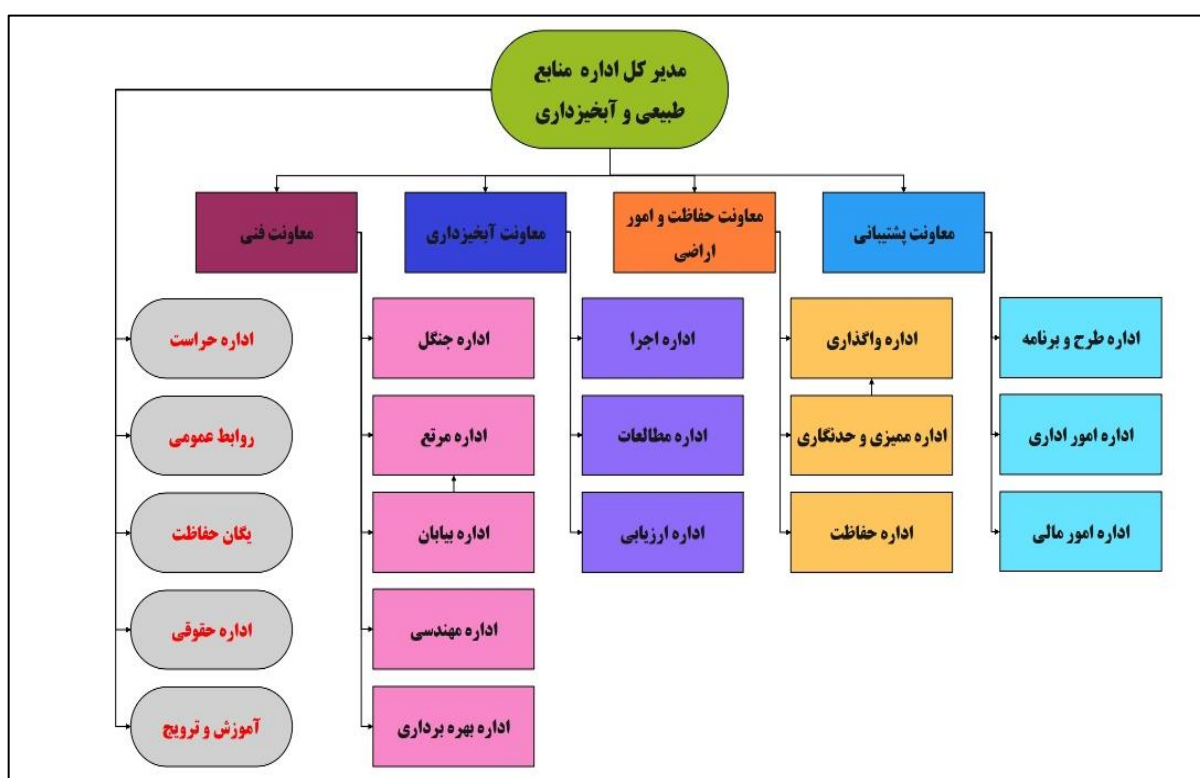 مدیر کل اداره منابع
طبیعی و آبخیزداری
معاونت پشتیبانی
معاونت حفاظت و امور
اراضی
معاونت آبخیزداری
معاونت فنی
اداره طرح و برنامه
اداره واگذاری
اداره اجرا
اداره جنگل
اداره حراست
اداره امور اداری
اداره ممیزی و حدنگاری
اداره مطالعات
اداره مرتع
روابط عمومی
اداره امور مالی
اداره حفاظت
اداره ارزیابی
اداره بیابان
یگان حفاظت
اداره مهندسی
اداره حقوقی
اداره بهره برداری
آموزش و ترویج